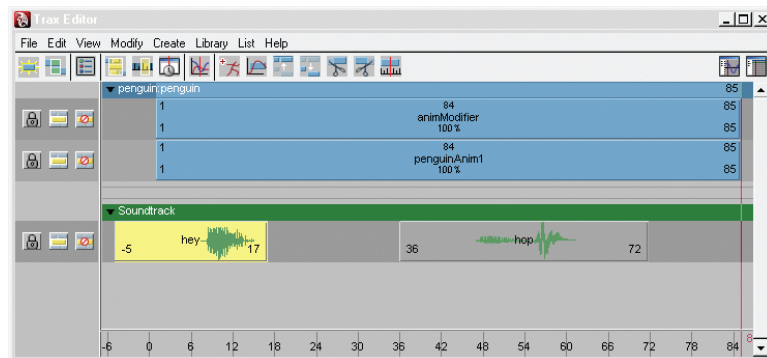 Trax Editor
File Edit View Modify Create Library List Help
penguin:penguin 85
1 84 85
animModifier
1 100 % 85
1 84 85
penguinAnim1
1 100 % 85
Soundtrack
hey hop
-5 17 36 72
-6 0 6 12 18 24 30 36 42 48 54 60 66 72 78 84 8